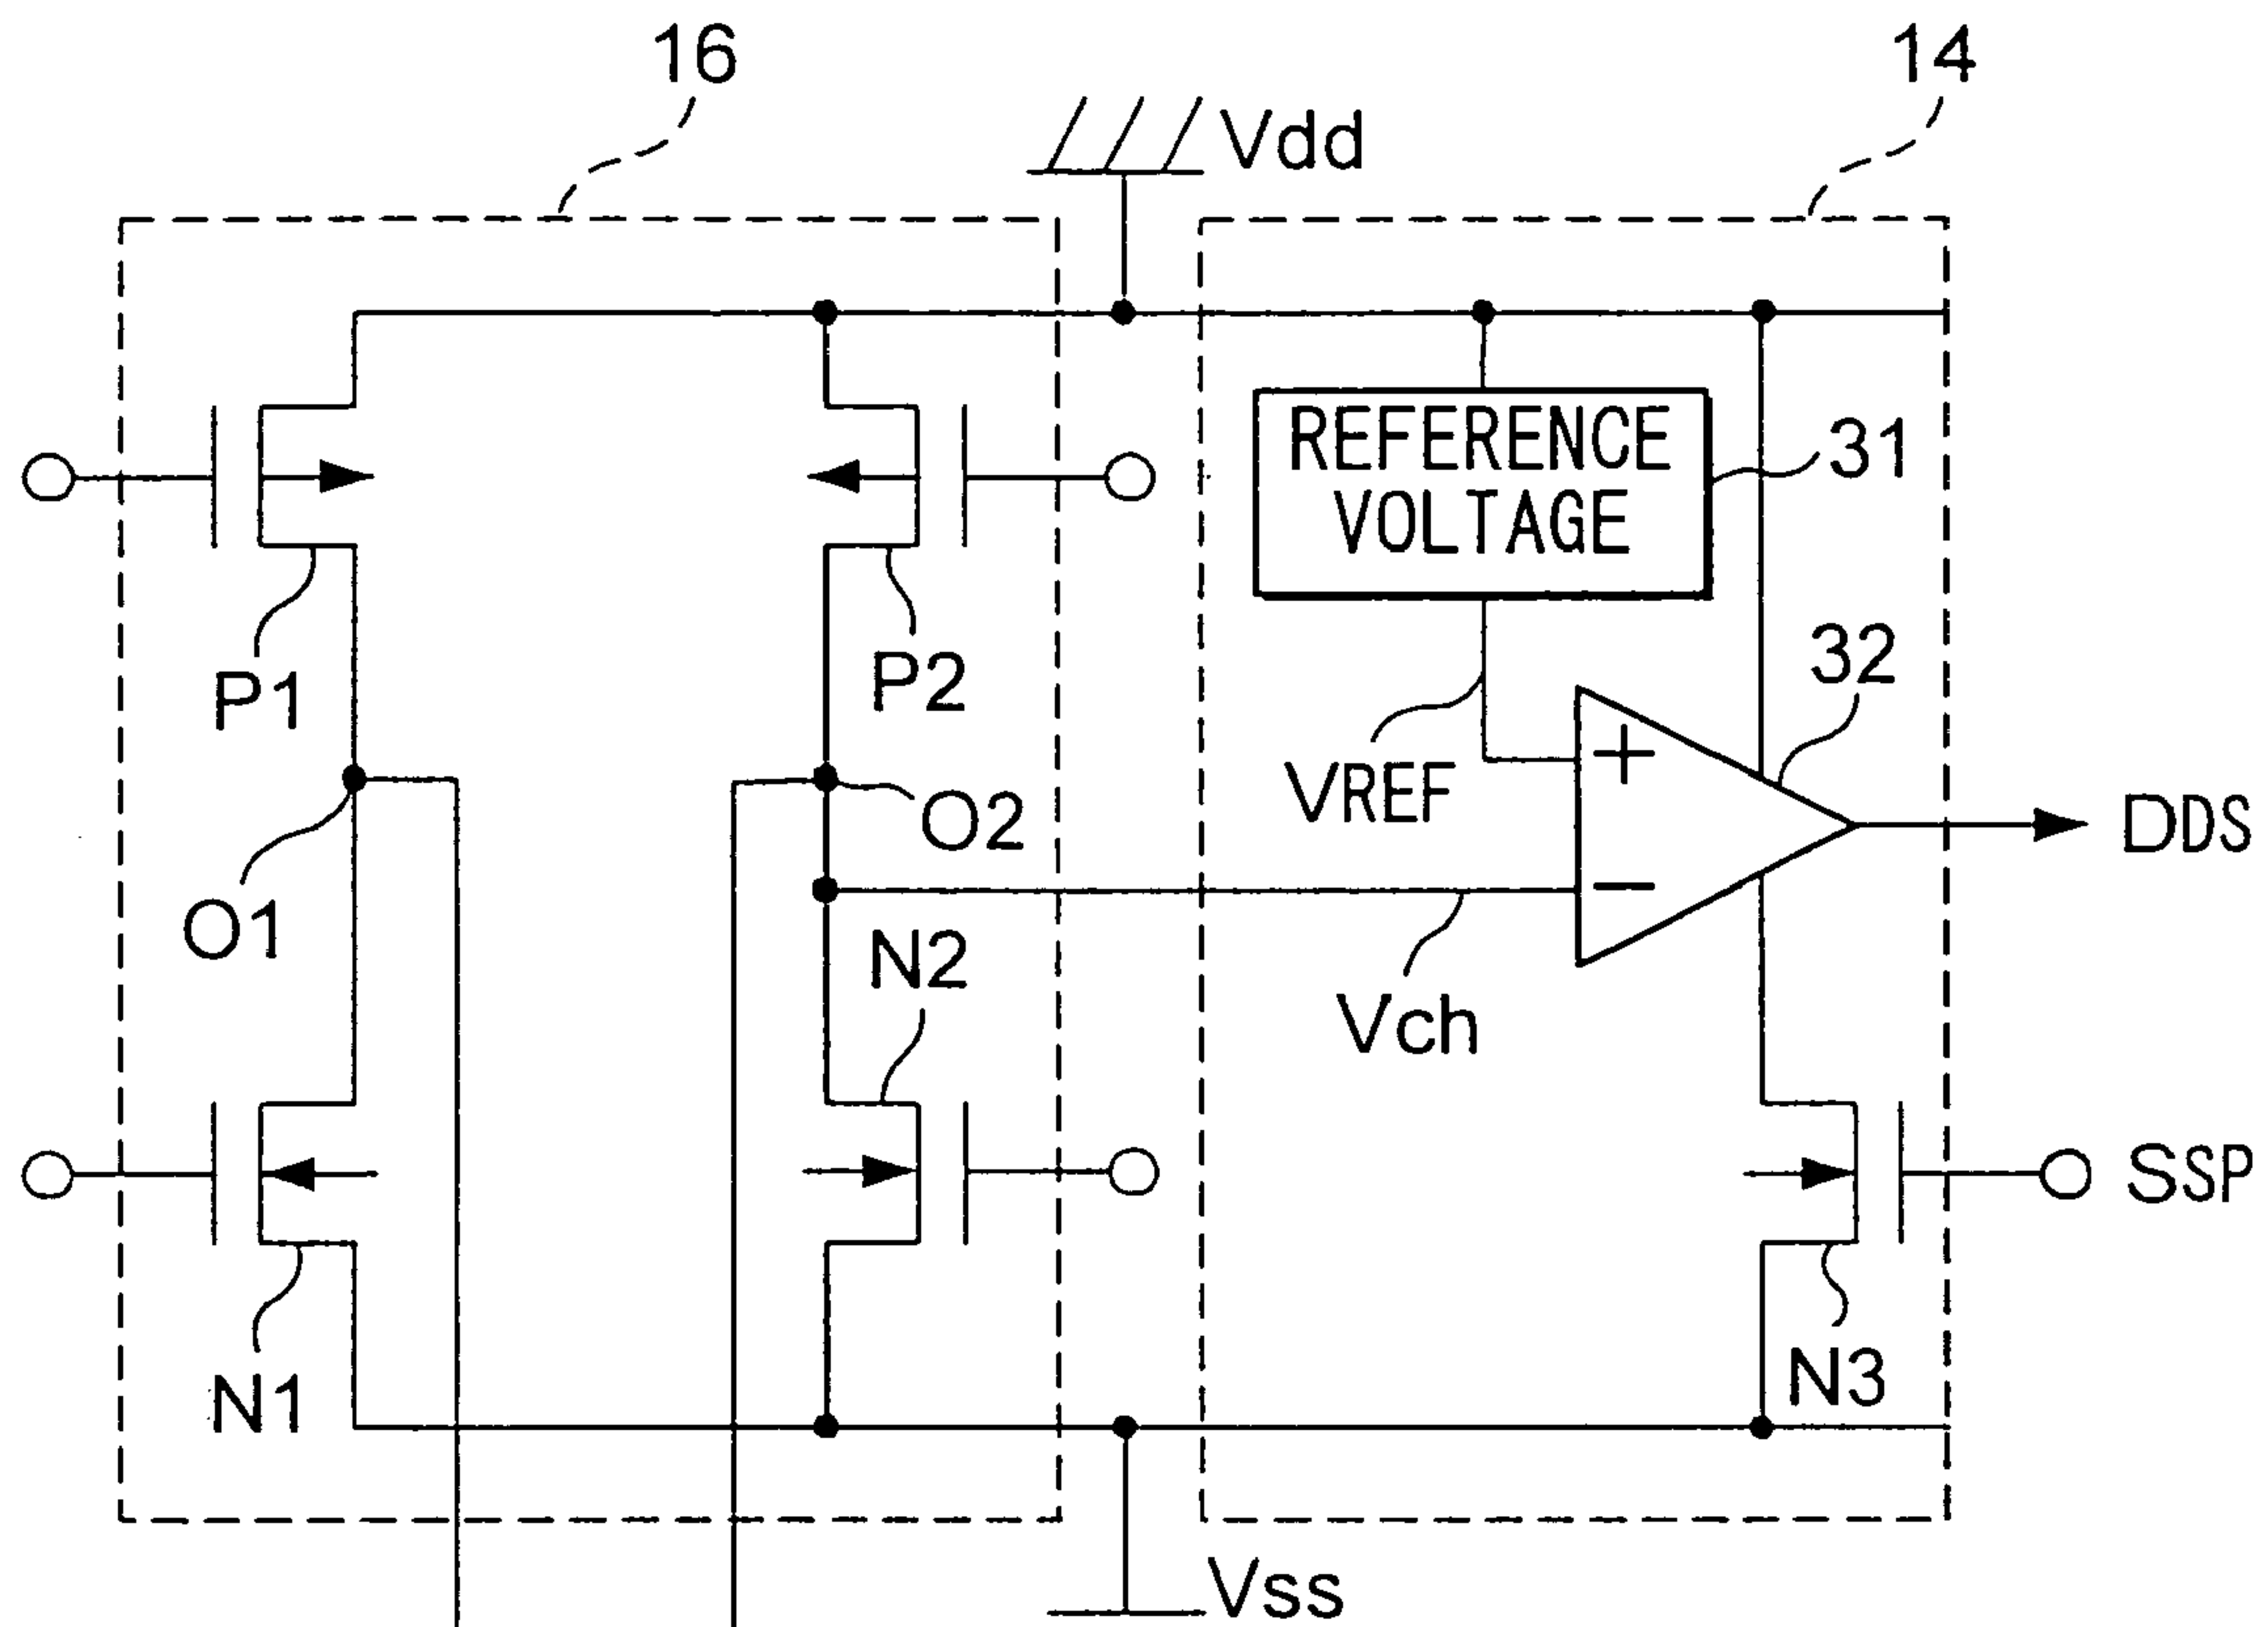 16
14
Vdd
REFERENCE
VOLTAGE
31
P1
P2
32
VREF
+
O2
DDS
O1
−
N2
Vch
SSP
N1
N3
Vss